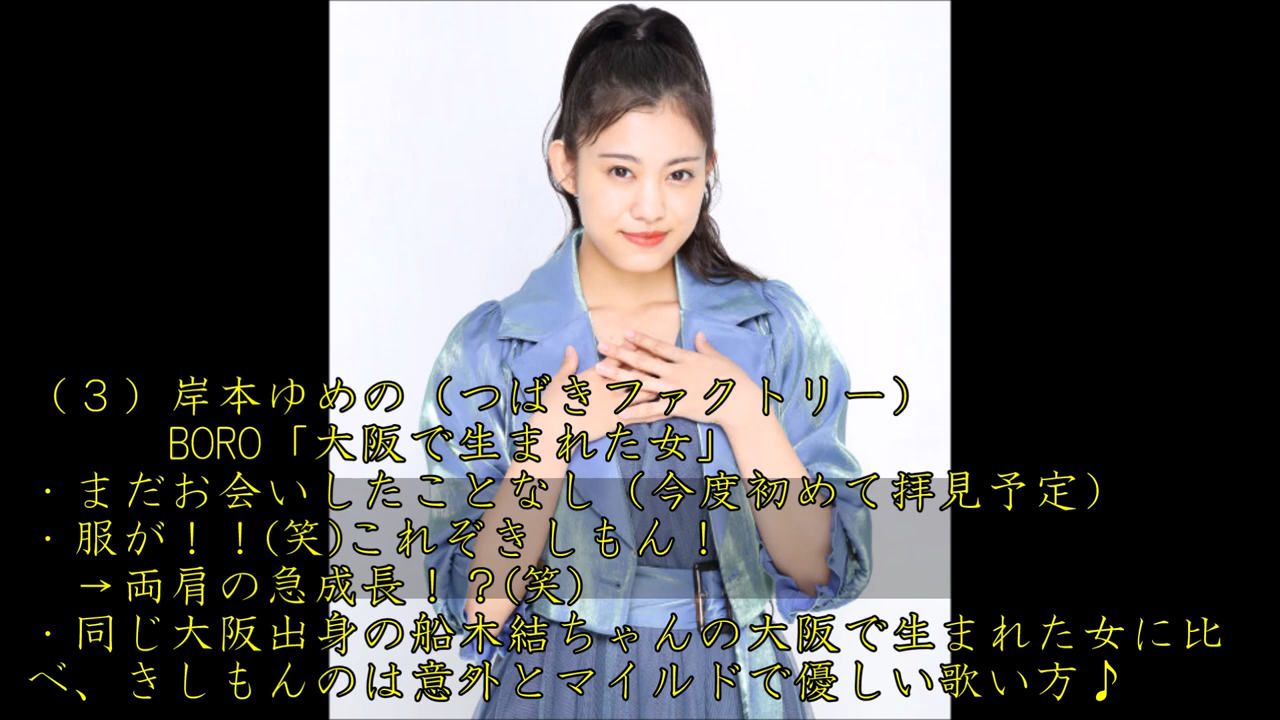 （３）岸本ゆめの（つばきファクトリー）
BORO「大阪で生まれた女」
・まだお会いしたことなし（今度初めて拝見予定）
・服が！！(笑)これぞきしもん！
→両肩の急成長！？(笑)
・同じ大阪出身の船木結ちゃんの大阪で生まれた女に比
べ、きしもんのは意外とマイルドで優しい歌い方♪